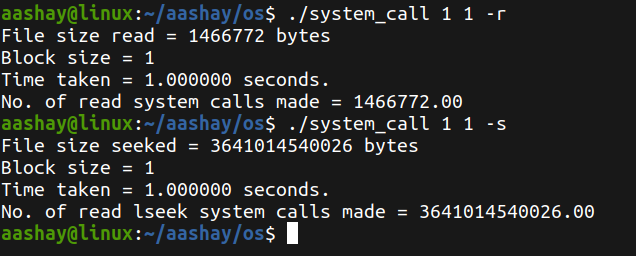 aashay@linux:~/aashay/os$ ./system_call 1 1 -r
File size read = 1466772 bytes
Block size = 1
Time taken = 1.000000 seconds.
No. of read system calls made = 1466772.00
aashay@linux:~/aashay/os$ ./system_call 1 1 -s
File size seeked = 3641014540026 bytes
Block size = 1
Time taken = 1.000000 seconds.
No. of read lseek system calls made = 3641014540026.00
aashay@linux:~/aashay/os$